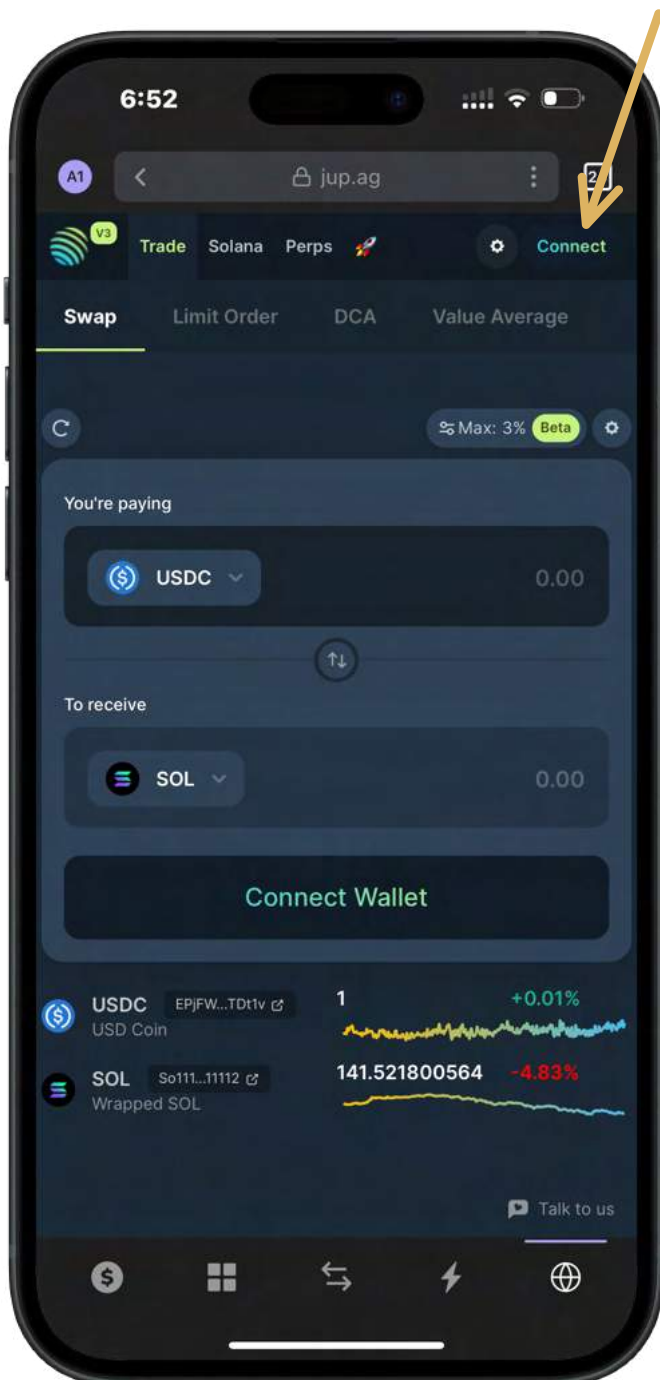 6:52
A1 jup.ag
V3 Trade Solana Perps Connect
Swap Limit Order DCA Value Average
Max: 3% Beta
You're paying
USDC 0.00
To receive
SOL 0.00
Connect Wallet
USDC EPjFW...TDt1v 1 +0.01%
USD Coin
SOL So111...11112 141.521800564 -4.83%
Wrapped SOL
Talk to us